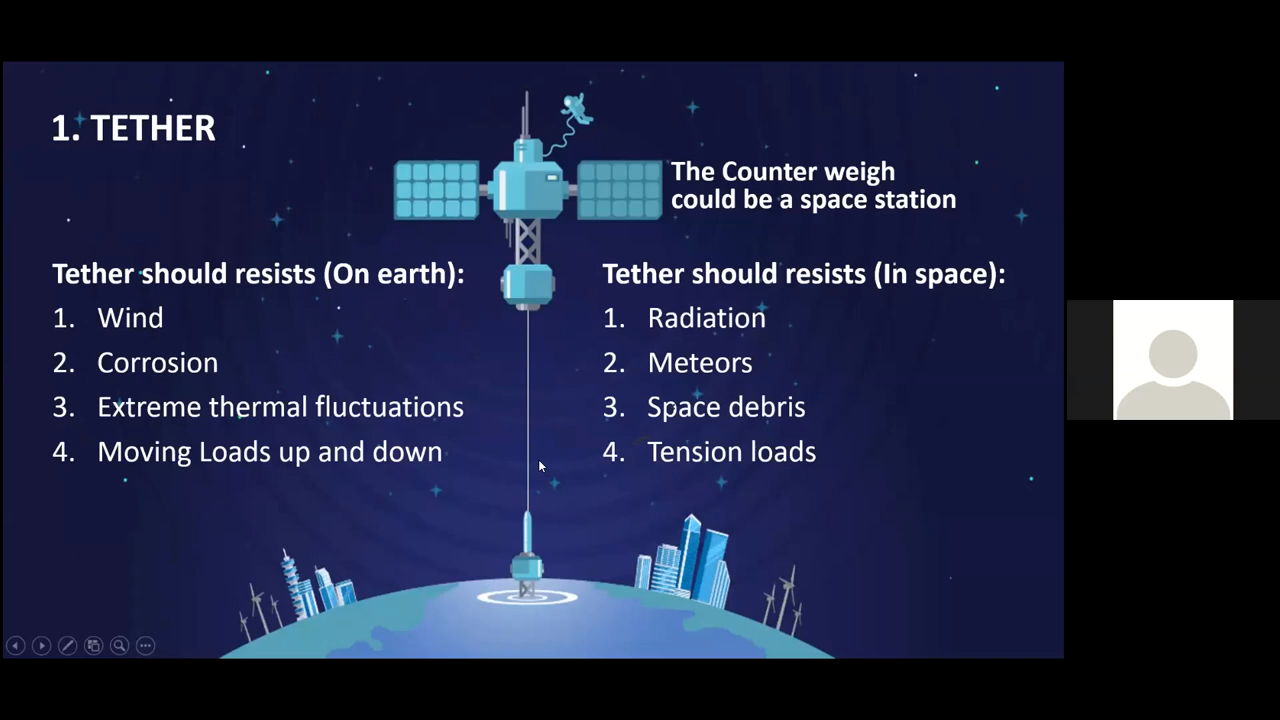 1. TETHER
The Counter weigh
could be a space station
Tether should resists (On earth):
1. Wind
2. Corrosion
3. Extreme thermal fluctuations
4. Moving Loads up and down
Tether should resists (In space):
1. Radiation
2. Meteors
3. Space debris
4. Tension loads